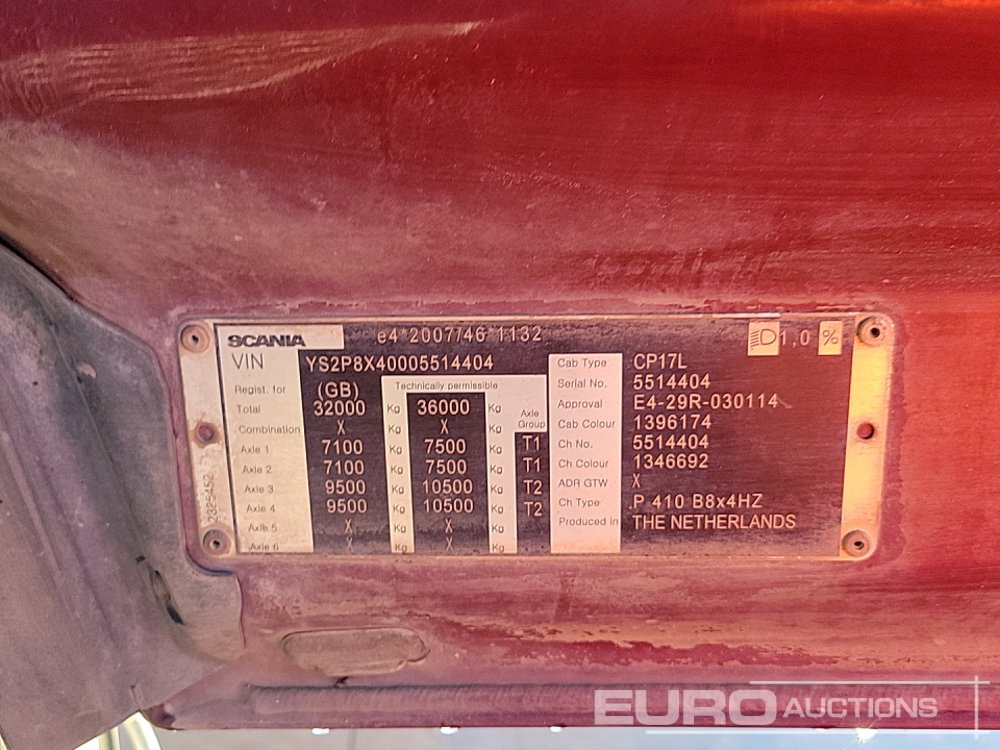 SCANIA e4*2007/46*1132 1,0 %
VIN YS2P8X40005514404
Regist. for (GB) Technically permissible
Total 32000 Kg 36000 Kg Axle Group
Combination X Kg X Kg
Axle 1 7100 Kg 7500 Kg T1
Axle 2 7100 Kg 7500 Kg T1
Axle 3 9500 Kg 10500 Kg T2
Axle 4 9500 Kg 10500 Kg T2
Axle 5 X Kg X Kg
Axle 6 X Kg X Kg
Cab Type CP17L
Serial No. 5514404
Approval E4-29R-030114
Cab Colour 1396174
Ch No. 5514404
Ch Colour 1346692
ADR GTW X
Ch Type P 410 B8x4HZ
Produced In THE NETHERLANDS
2325452
EURO AUCTIONS